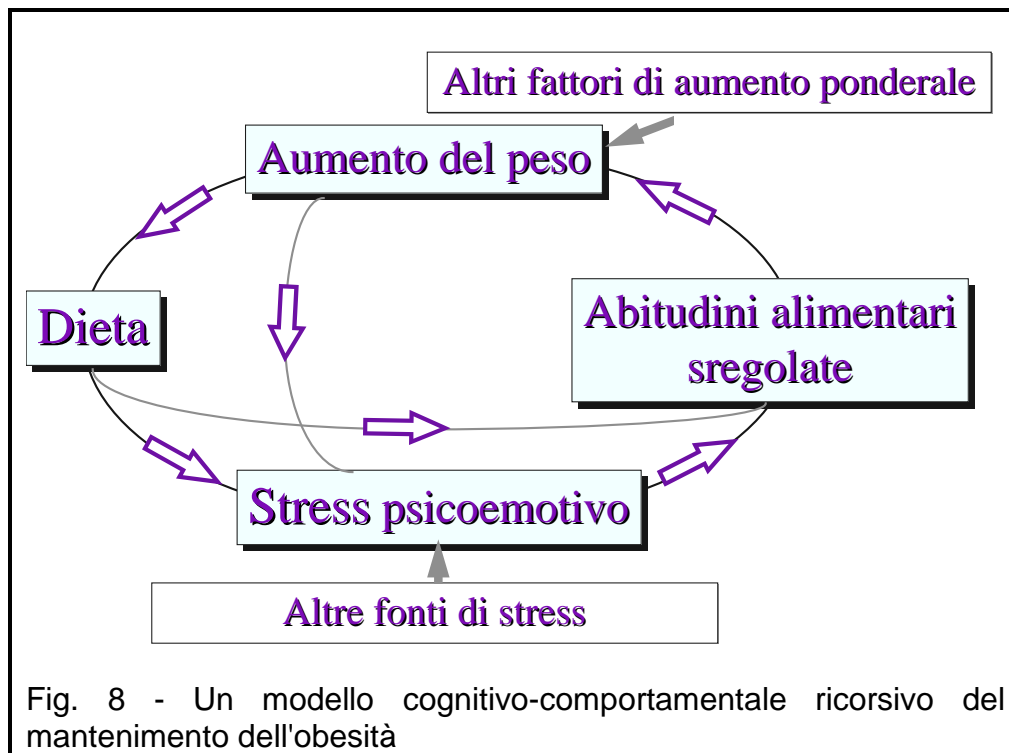 Altri fattori di aumento ponderale
Aumento del peso
Dieta
Abitudini alimentari
sregolate
Stress psicoemotivo
Altre fonti di stress
Fig. 8 - Un modello cognitivo-comportamentale ricorsivo del
mantenimento dell'obesità